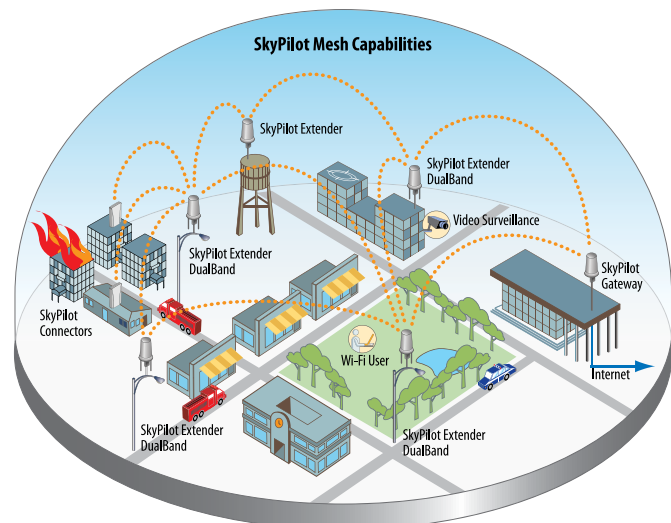 SkyPilot Mesh Capabilities
SkyPilot Extender
SkyPilot Extender
DualBand
Video Surveillance
SkyPilot Extender
DualBand
SkyPilot
Gateway
SkyPilot
Connectors
Wi-Fi User
Internet
SkyPilot Extender
DualBand
SkyPilot Extender
DualBand